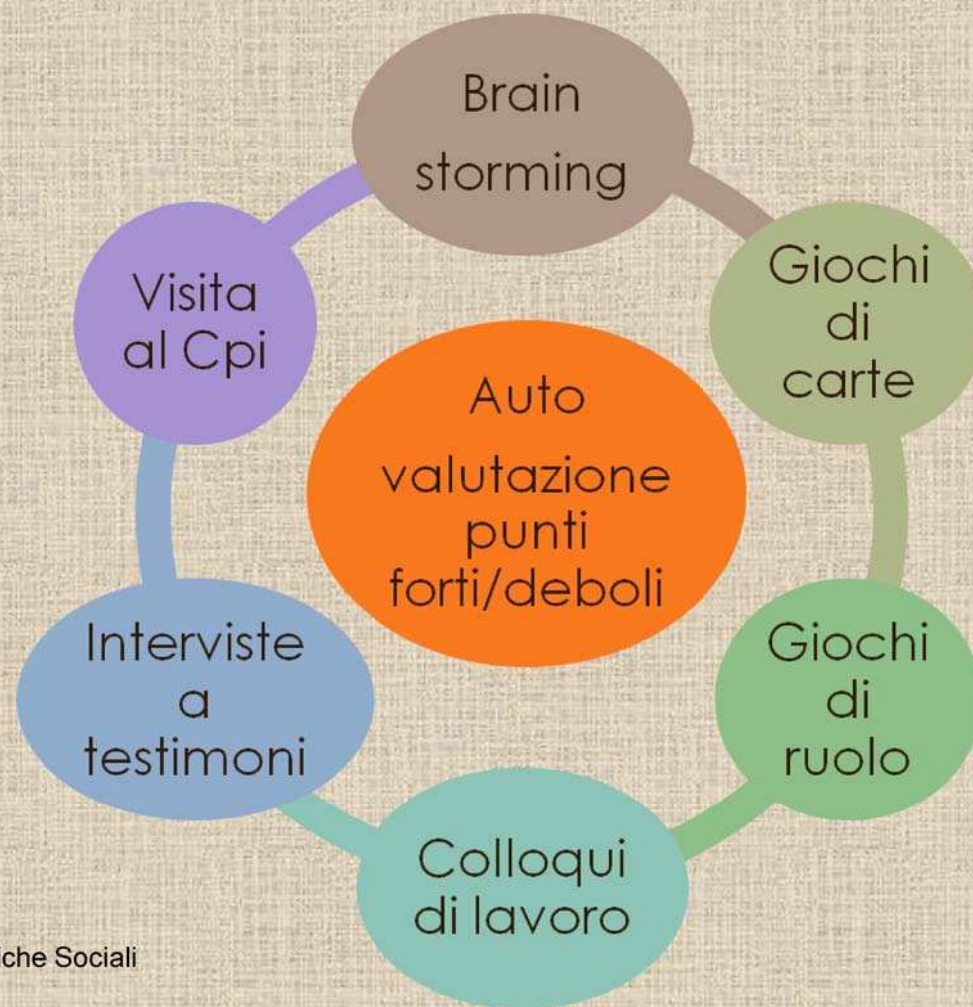 Brain
storming
Giochi
di
carte
Giochi
di
ruolo
Colloqui
di lavoro
Interviste
a
testimoni
Visita
al Cpi
Auto
valutazione
punti
forti/deboli
Sociali